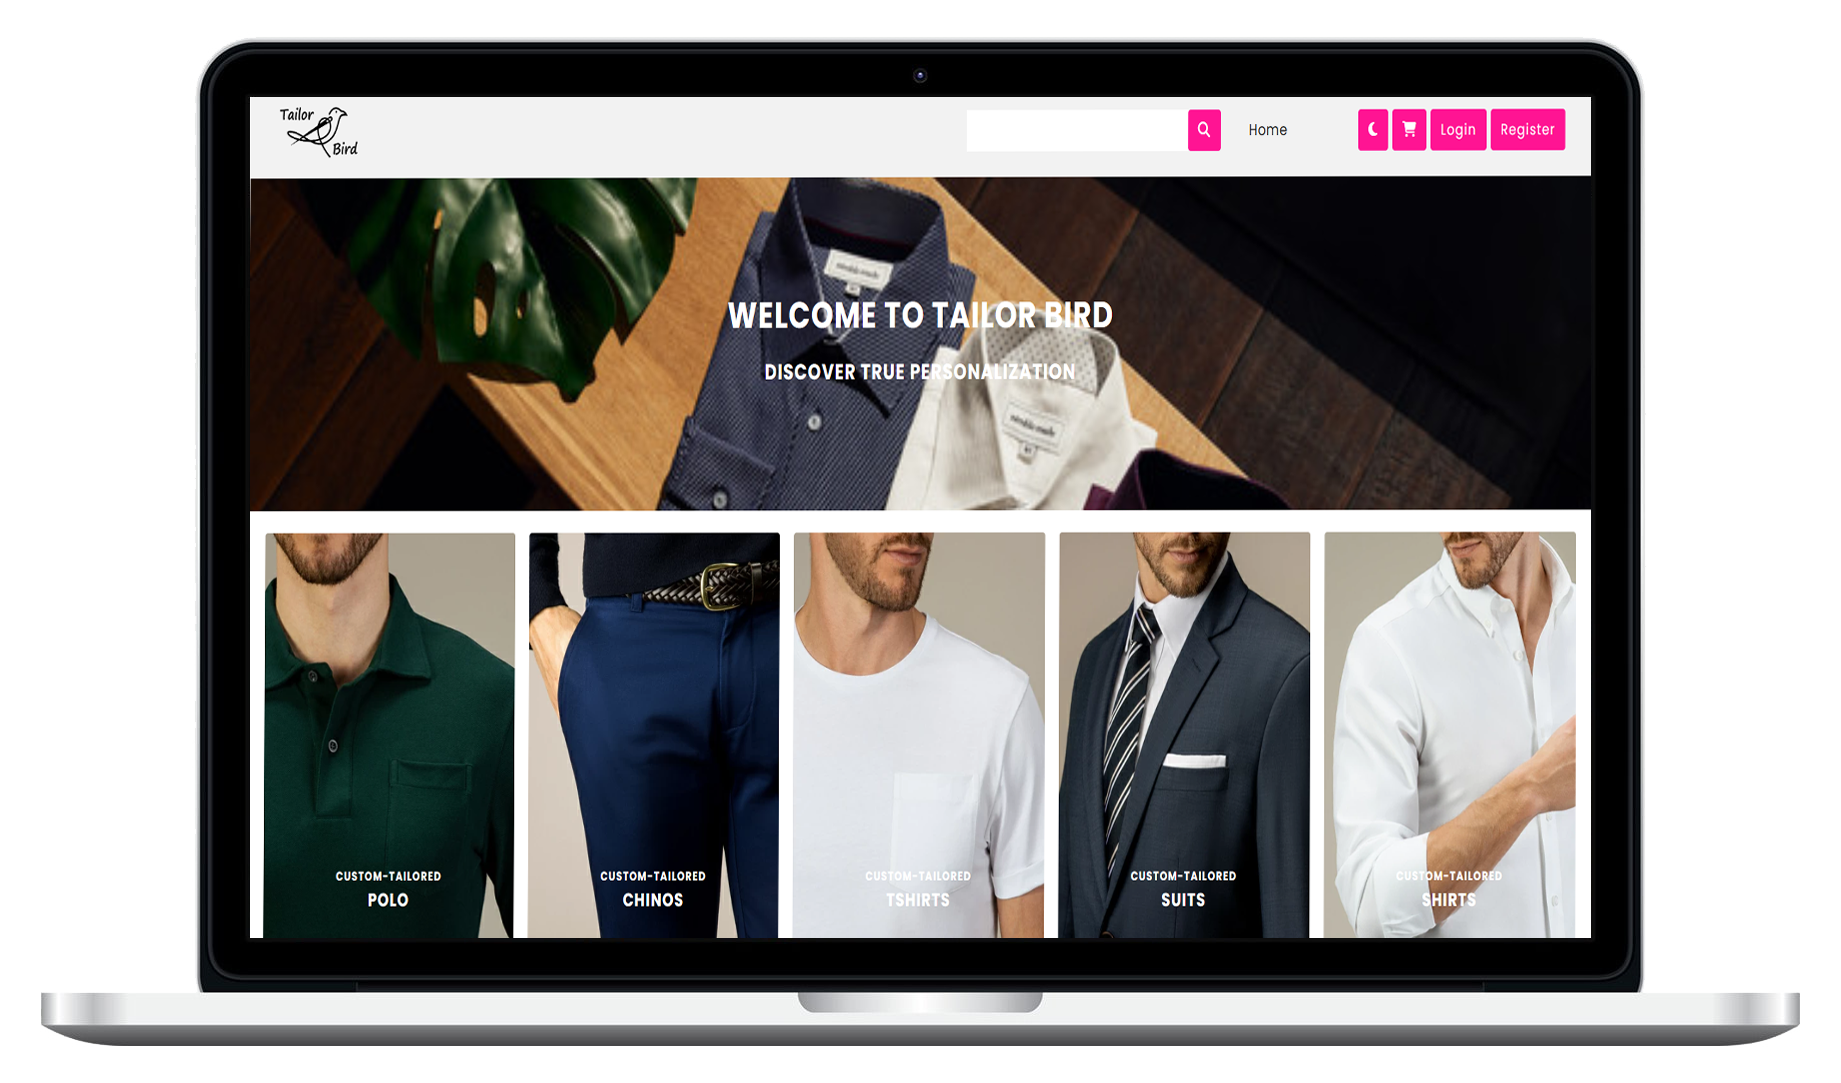 Tailor
Bird
Home
Login
Register
WELCOME TO TAILOR BIRD
DISCOVER TRUE PERSONALIZATION
CUSTOM-TAILORED
POLO
CUSTOM-TAILORED
CHINOS
CUSTOM-TAILORED
TSHIRTS
CUSTOM-TAILORED
SUITS
CUSTOM-TAILORED
SHIRTS